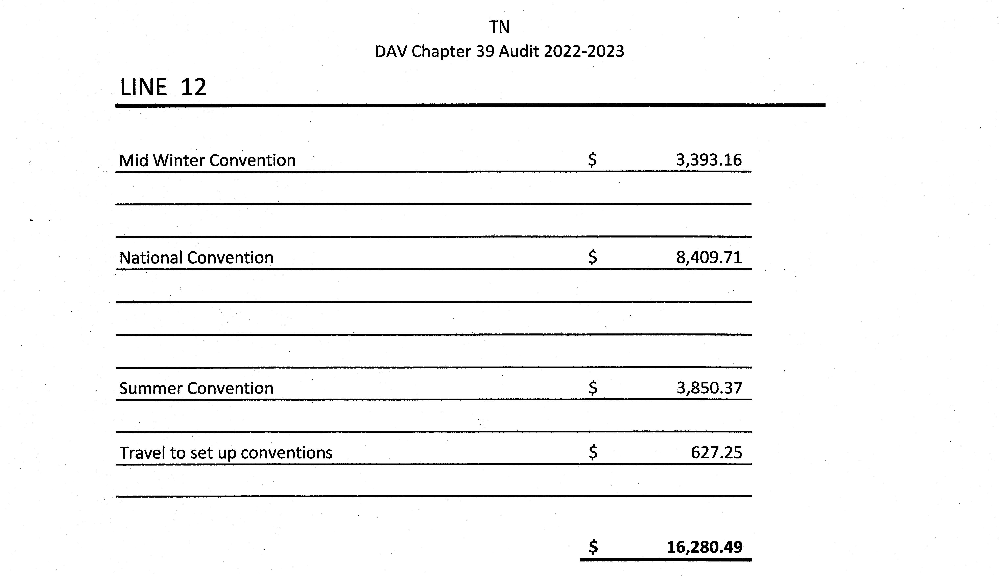 TN
DAV Chapter 39 Audit 2022-2023
LINE 12
Mid Winter Convention $ 3,393.16
National Convention $ 8,409.71
Summer Convention $ 3,850.37
Travel to set up conventions $ 627.25
$ 16,280.49